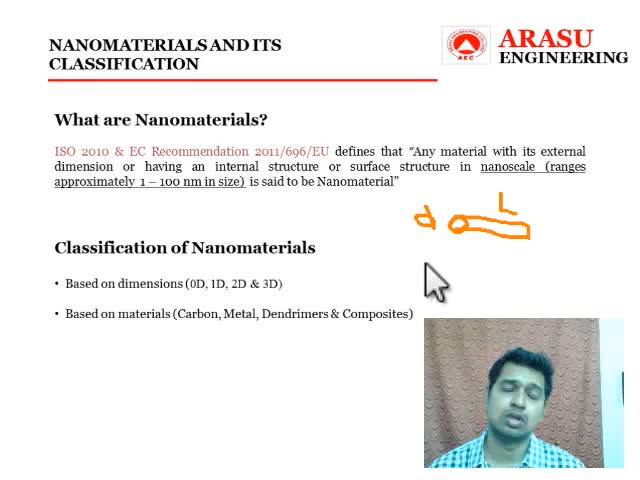 NANOMATERIALS AND ITS
CLASSIFICATION
AEC
ARASU
ENGINEERING
What are Nanomaterials?
ISO 2010 & EC Recommendation 2011/696/EU defines that “Any material with its external
dimension or having an internal structure or surface structure in nanoscale (ranges
approximately 1 – 100 nm in size) is said to be Nanomaterial”
d L
Classification of Nanomaterials
• Based on dimensions (0D, 1D, 2D & 3D)
• Based on materials (Carbon, Metal, Dendrimers & Composites)